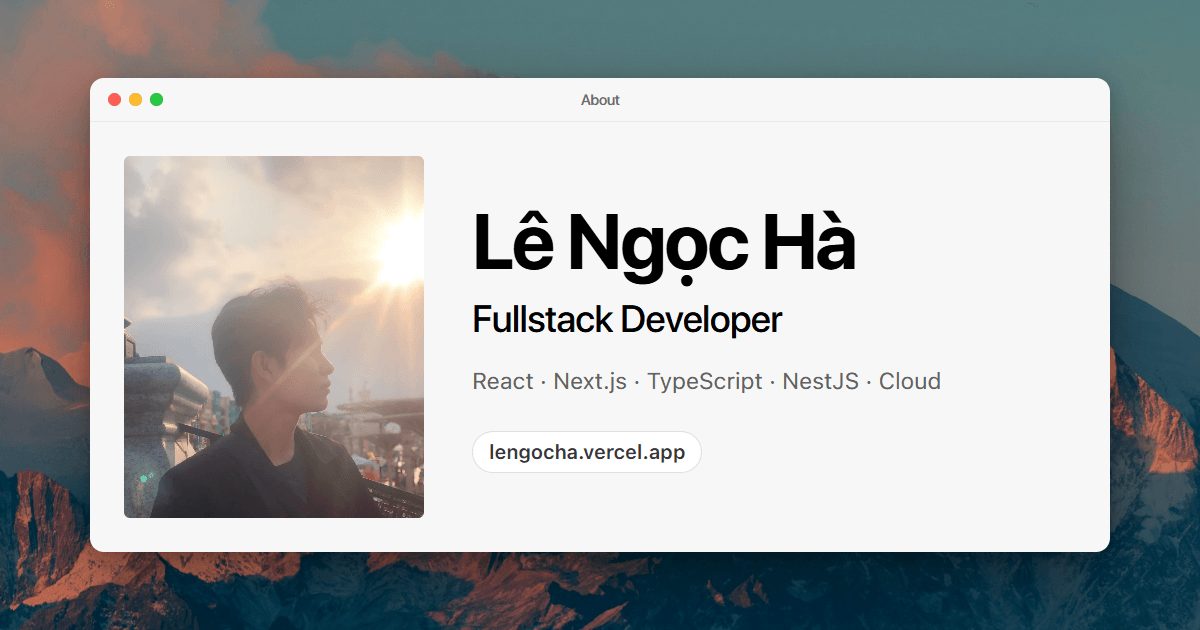 About
Lê Ngọc Hà
Fullstack Developer
React · Next.js · TypeScript · NestJS · Cloud
lengocha.vercel.app